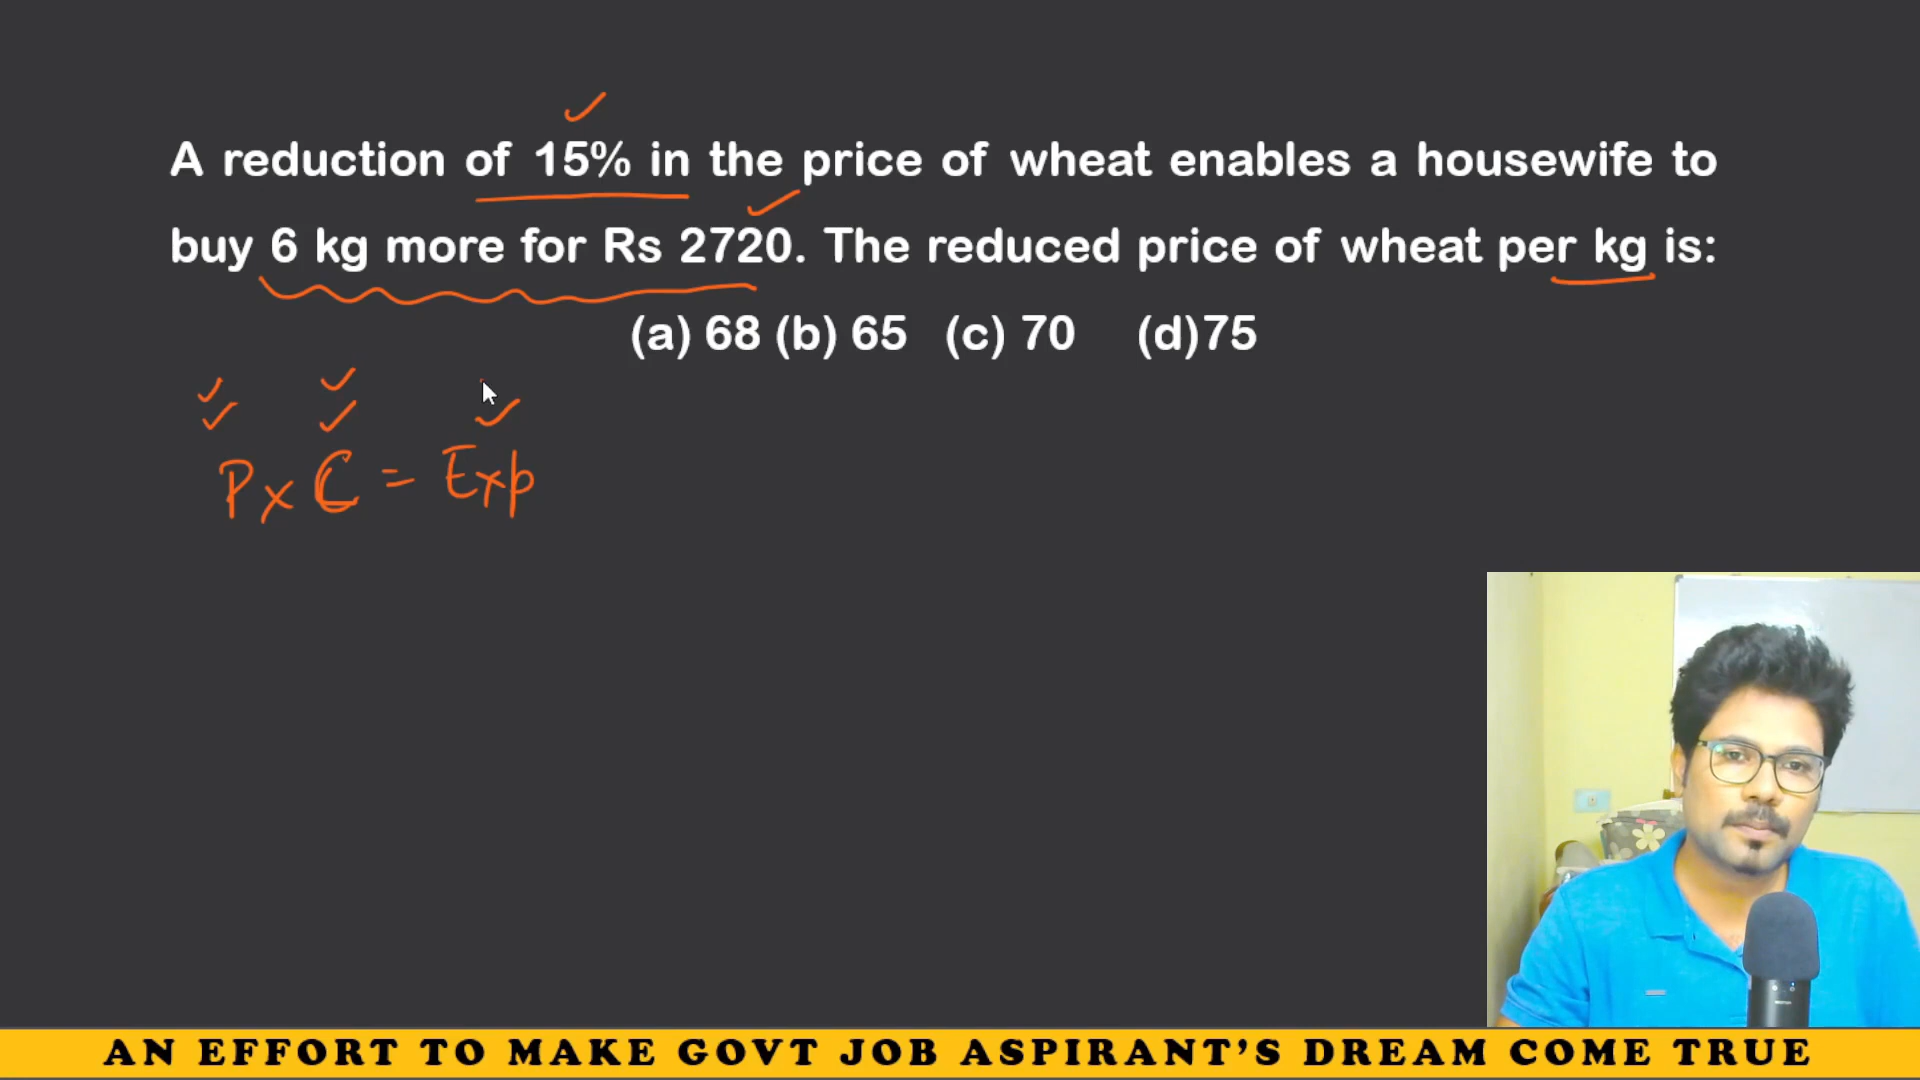 A reduction of 15% in the price of wheat enables a housewife to
buy 6 kg more for Rs 2720. The reduced price of wheat per kg is:
(a) 68 (b) 65 (c) 70 (d)75
P x C = Exp
AN EFFORT TO MAKE GOVT JOB ASPIRANT'S DREAM COME TRUE